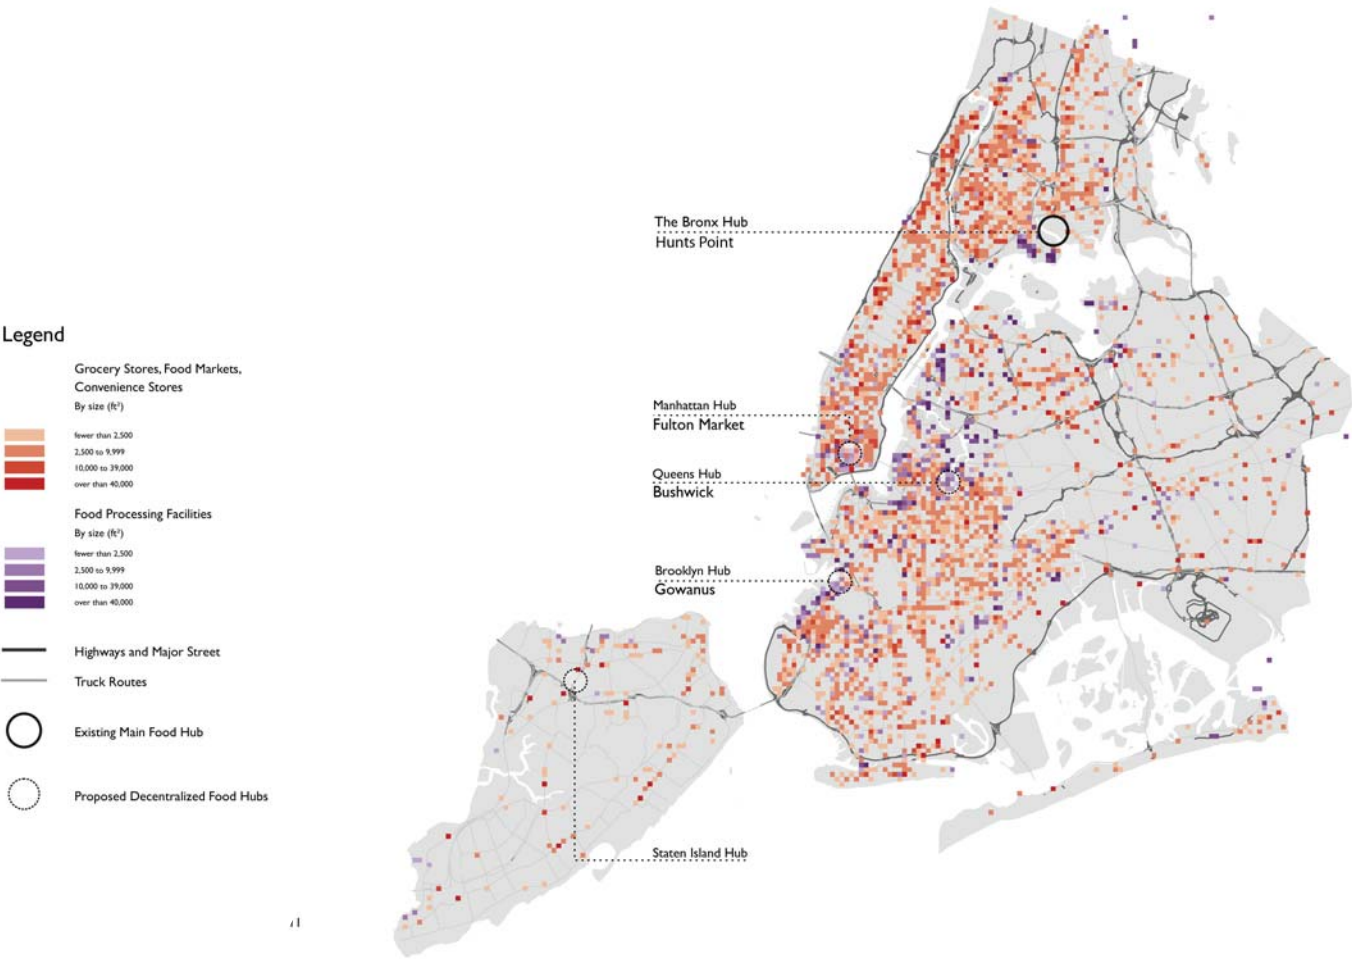 The Bronx Hub
Hunts Point
Legend
Grocery Stores, Food Markets,
Convenience Stores
By size (ft²)
fewer than 2,500
2,500 to 9,999
10,000 to 39,000
over than 40,000
Food Processing Facilities
By size (ft²)
fewer than 2,500
2,500 to 9,999
10,000 to 39,000
over than 40,000
Highways and Major Street
Truck Routes
Existing Main Food Hub
Proposed Decentralized Food Hubs
Manhattan Hub
Fulton Market
Queens Hub
Bushwick
Brooklyn Hub
Gowanus
Staten Island Hub